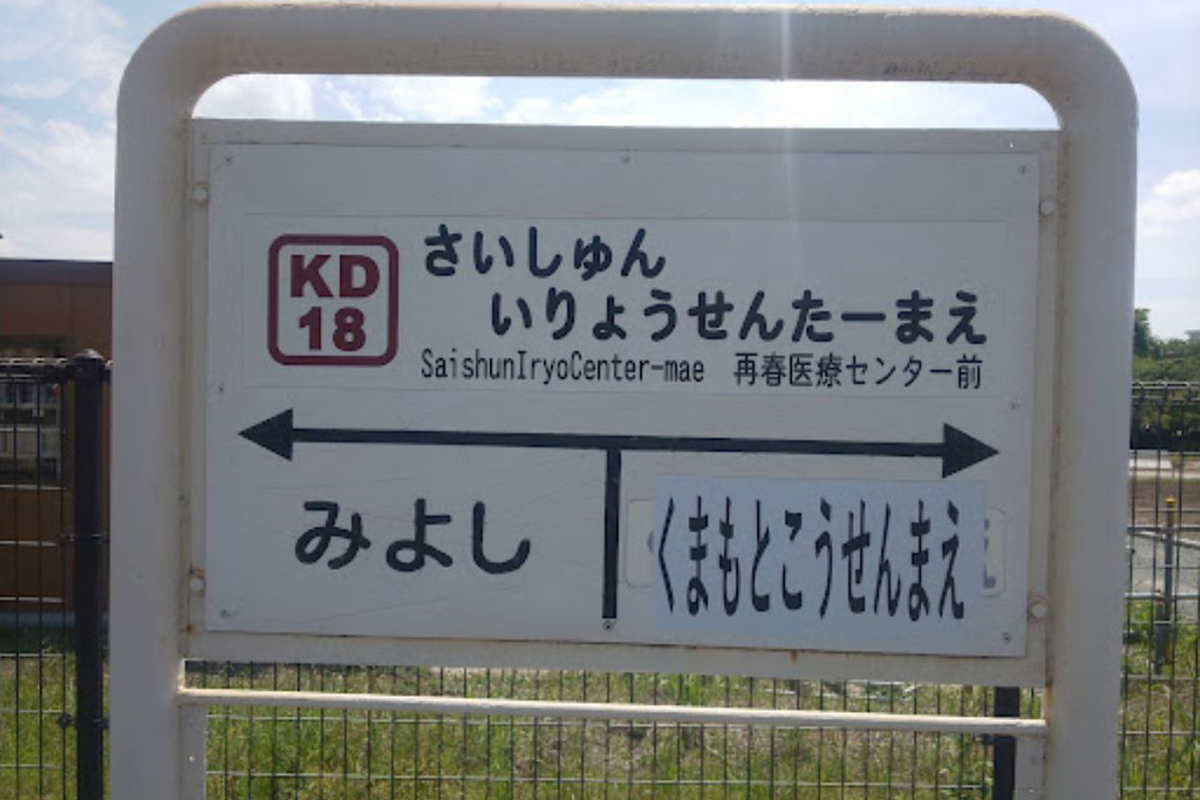 KD
18
さいしゅん
いりょうせんたーまえ
SaishunIryoCenter-mae 再春医療センター前
みよし
くまもとこうせんまえ